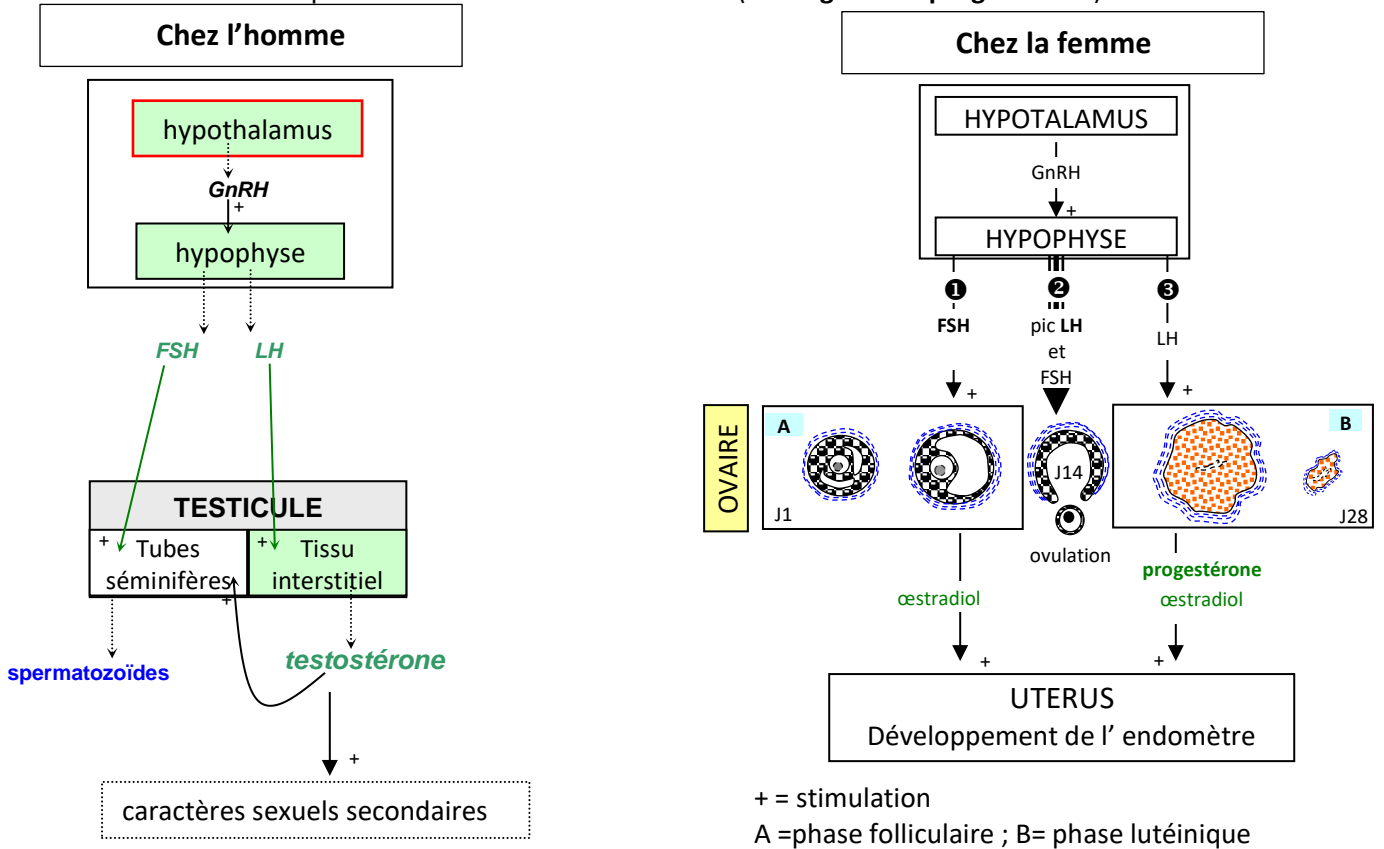 Chez l'homme
hypothalamus
GnRH
+
hypophyse
FSH LH
TESTICULE
+ Tubes
séminifères
+
+ Tissu
interstitiel
spermatozoïdes
testostérone
+
caractères sexuels secondaires
Chez la femme
HYPOTALAMUS
GnRH
+
HYPOPHYSE
❶ ❷ ❸
FSH
pic LH
et
FSH
LH
+
+
OVAIRE
A
J1
J14
ovulation
B
J28
œstradiol
progestérone
œstradiol
+ +
UTERUS
Développement de l' endomètre
+ = stimulation
A =phase folliculaire ; B= phase lutéinique